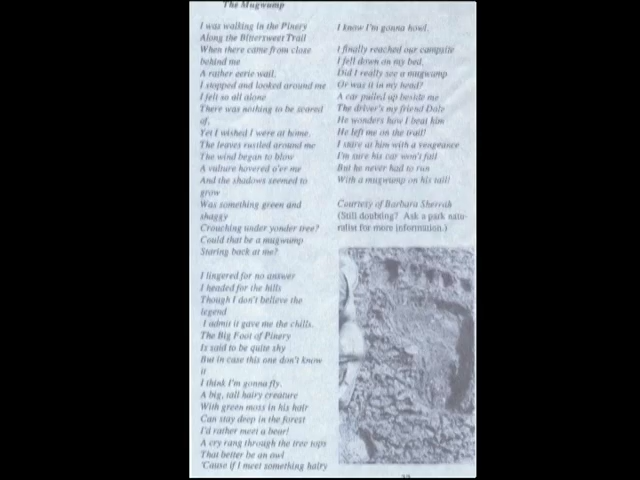 The Mugwump
I was walking in the Pinery
Along the Bittersweet Trail
When there came from close
behind me
A rather eerie wail.
I stopped and looked around me
I felt so all alone
There was nothing to be scared
of,
Yet I wished I were at home.
The leaves rustled around me
The wind began to blow
A vulture hovered o'er me
And the shadows seemed to
grow
Was something green and
shaggy
Crouching under yonder tree?
Could that be a mugwump
Staring back at me?
I lingered for no answer
I headed for the hills
Though I don't believe the
legend
I admit it gave me the chills.
The Big Foot of Pinery
Is said to be quite shy
But in case this one don't know
it
I think I'm gonna fly.
A big, tall hairy creature
With green moss in his hair
Can stay deep in the forest
I'd rather meet a bear!
A cry rang through the tree tops
That better be an owl
'Cause if I meet something hairy
I know I'm gonna howl.
I finally reached our campsite
I fell down on my bed,
Did I really see a mugwump
Or was it in my head?
A car pulled up beside me
The driver's my friend Dale
He wonders how I beat him
He left me on the trail!
I stare at him with a vengeance
I'm sure his car won't fail
But he never had to run
With a mugwump on his tail!
Courtesy of Barbara Sherrah
(Still doubting? Ask a park natu-
ralist for more information.)